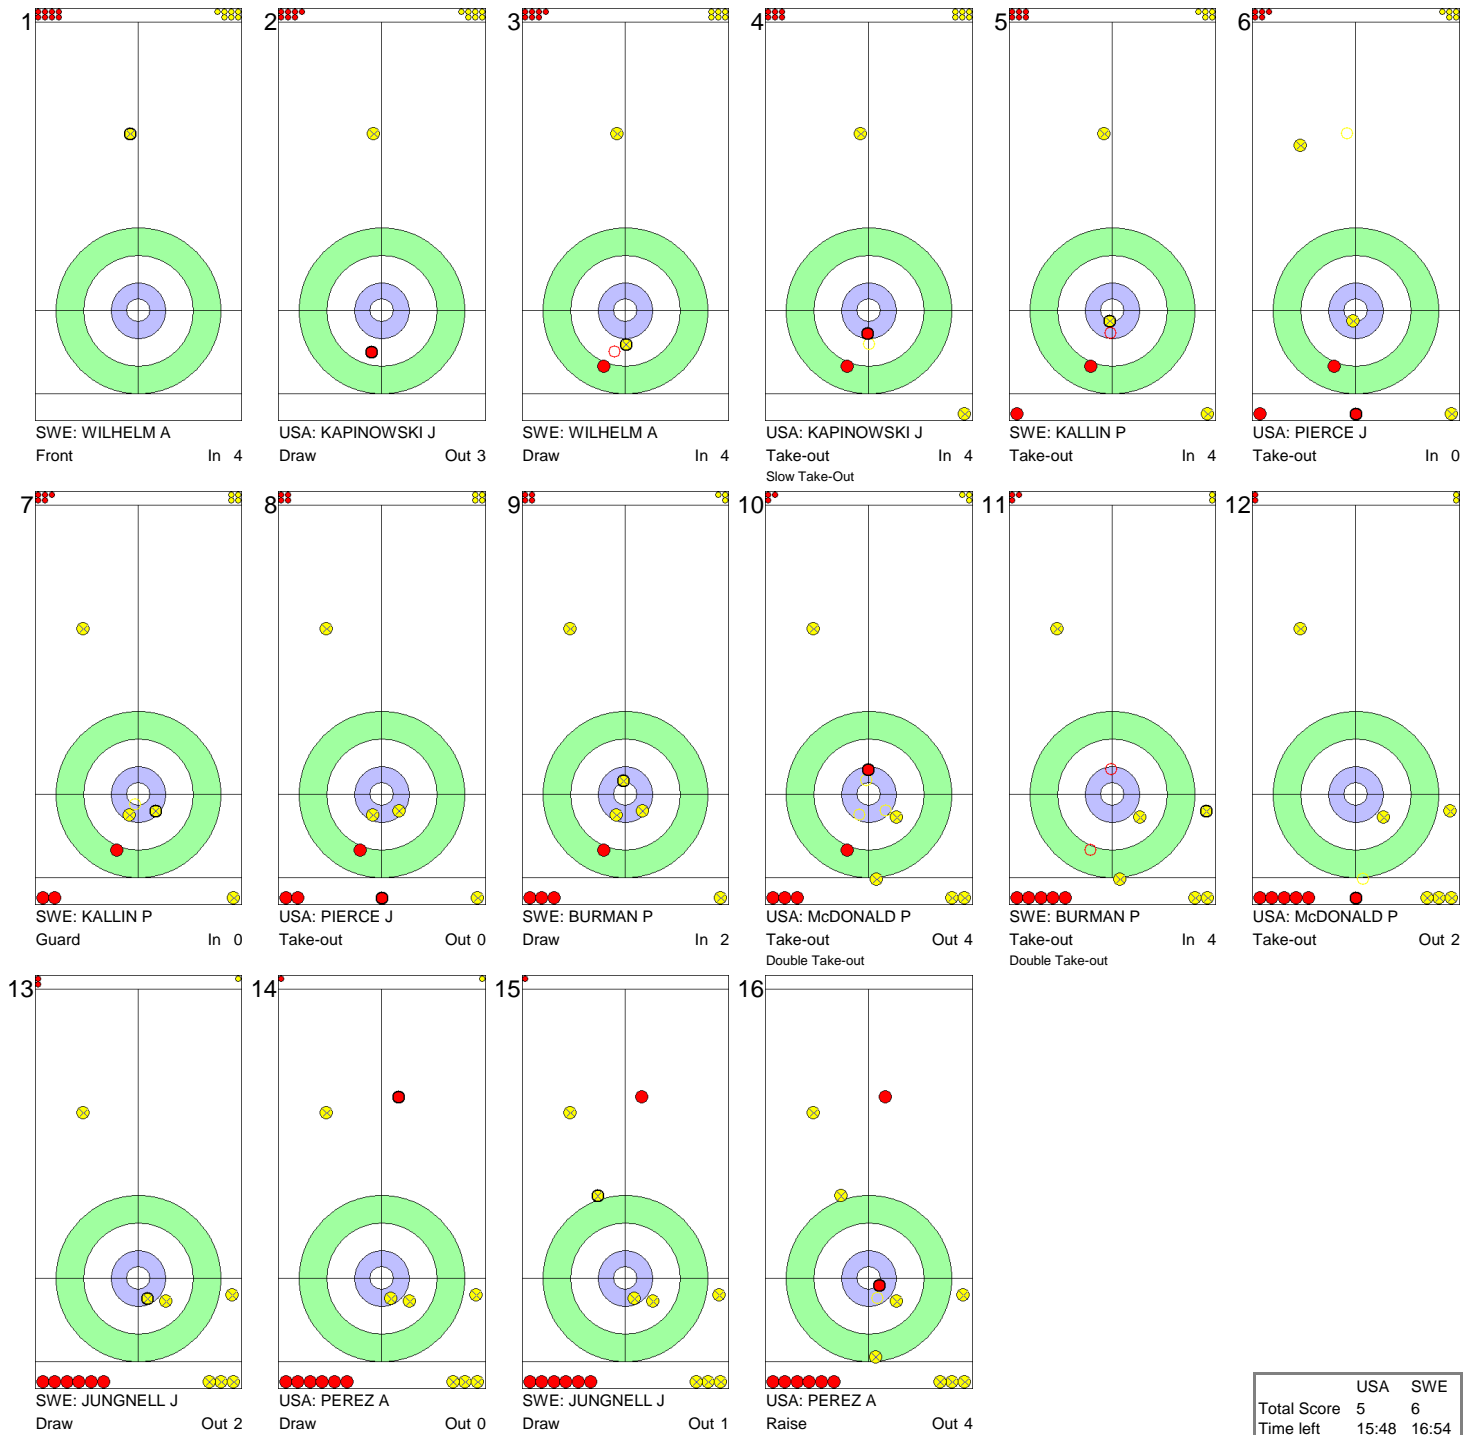 1 2 3 4 5 6
SWE: WILHELM A USA: KAPINOWSKI J SWE: WILHELM A USA: KAPINOWSKI J SWE: KALLIN P USA: PIERCE J
Front In 4 Draw Out 3 Draw In 4 Take-out In 4 Take-out In 4 Take-out In 0
Slow Take-Out
7 8 9 10 11 12
SWE: KALLIN P USA: PIERCE J SWE: BURMAN P USA: McDONALD P SWE: BURMAN P USA: McDONALD P
Guard In 0 Take-out Out 0 Draw In 2 Take-out Out 4 Take-out In 4 Take-out Out 2
Double Take-out Double Take-out
13 14 15 16
SWE: JUNGNELL J USA: PEREZ A SWE: JUNGNELL J USA: PEREZ A
Draw Out 2 Draw Out 0 Draw Out 1 Raise Out 4
USA SWE
Total Score 5 6
Time left 15:48 16:54